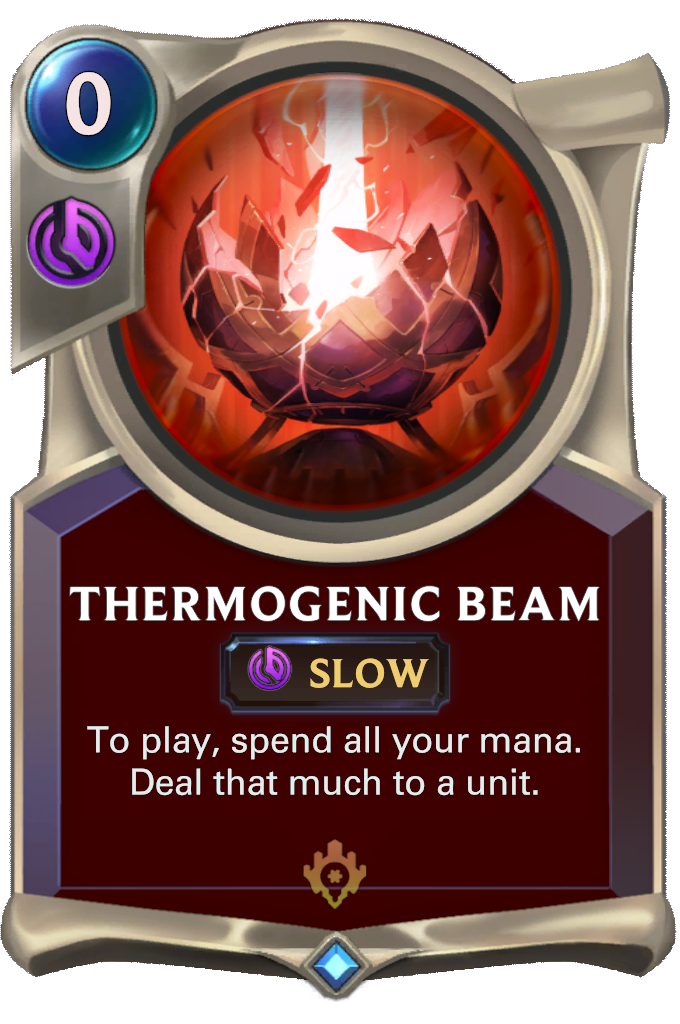 0
THERMOGENIC BEAM
SLOW
To play, spend all your mana.
Deal that much to a unit.